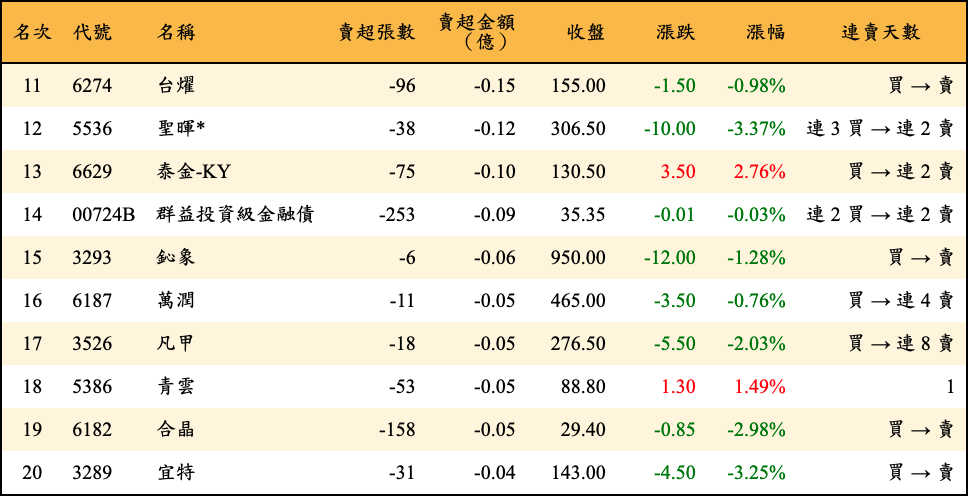 名次 代號 名稱 賣超張數 賣超金額（億） 收盤 漲跌 漲幅 連賣天數
11 6274 台燿 -96 -0.15 155.00 -1.50 -0.98% 買 → 賣
12 5536 聖暉* -38 -0.12 306.50 -10.00 -3.37% 連 3 買 → 連 2 賣
13 6629 泰金-KY -75 -0.10 130.50 3.50 2.76% 買 → 連 2 賣
14 00724B 群益投資級金融債 -253 -0.09 35.35 -0.01 -0.03% 連 2 買 → 連 2 賣
15 3293 鈊象 -6 -0.06 950.00 -12.00 -1.28% 買 → 賣
16 6187 萬潤 -11 -0.05 465.00 -3.50 -0.76% 買 → 連 4 賣
17 3526 凡甲 -18 -0.05 276.50 -5.50 -2.03% 買 → 連 8 賣
18 5386 青雲 -53 -0.05 88.80 1.30 1.49% 1
19 6182 合晶 -158 -0.05 29.40 -0.85 -2.98% 買 → 賣
20 3289 宜特 -31 -0.04 143.00 -4.50 -3.25% 買 → 賣